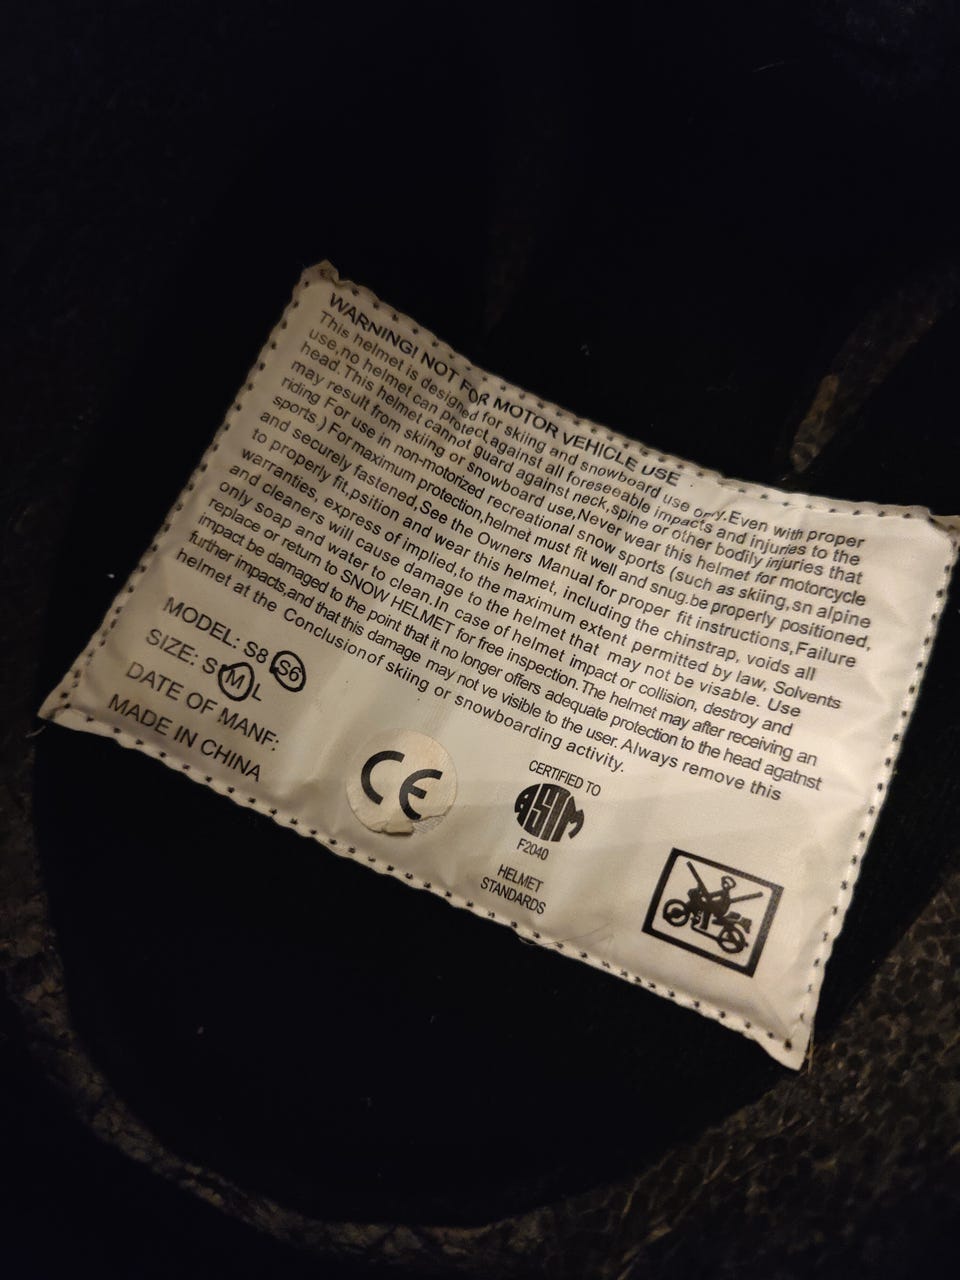 WARNING! NOT FOR MOTOR VEHICLE USE
This helmet is designed for skiing and snowboard use only.Even with proper
use,no helmet can protect against all foreseeable impacts and injuries to the
head.This helmet cannot guard against neck,spine or other bodily injuries that
may result from skiing or snowboard use,Never wear this helmet for motorcycle
riding For use in non-motorized recreational snow sports (such as skiing,sn alpine
sports.) For maximum protection,helmet must fit well and snug.be properly positioned,
and securely fastened,See the Owners Manual for proper fit instructions,Failure
to properly fit,psition and wear this helmet, including the chinstrap, voids all
warranties, express of implied,to the maximum extent permitted by law, Solvents
and cleaners will cause damage to the helmet that may not be visable. Use
only soap and water to clean.In case of helmet impact or collision, destroy and
replace or return to SNOW HELMET for free inspection.The helmet may after receiving an
impact be damaged to the point that it no longer offers adequate protection to the head agatnst
further impacts,and that this damage may not ve visible to the user. Always remove this
helmet at the Conclusion of skiing or snowboarding activity.
MODEL: S8 S6
SIZE: S M L
DATE OF MANF:
MADE IN CHINA
CE
CERTIFIED TO
ASTM
F2040
HELMET
STANDARDS